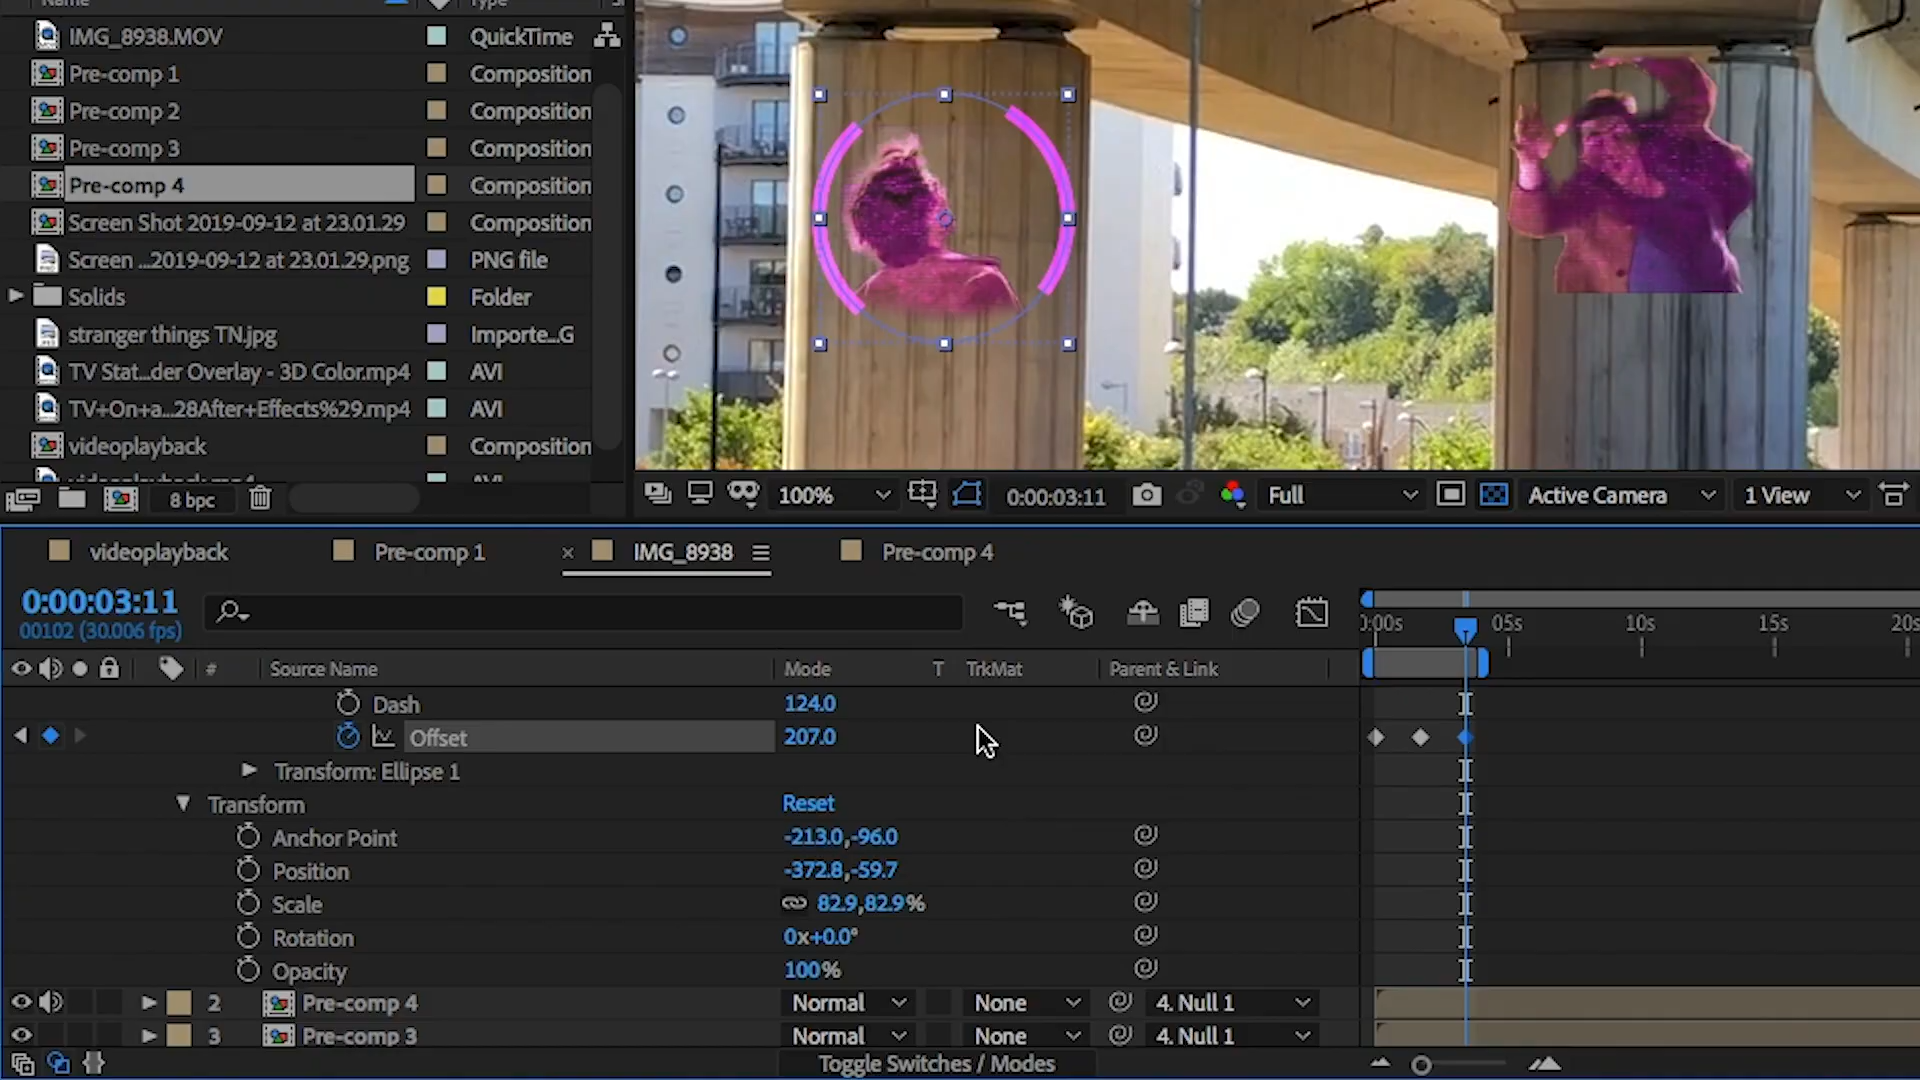 Name Type
IMG_8938.MOV QuickTime
Pre-comp 1 Composition
Pre-comp 2 Composition
Pre-comp 3 Composition
Pre-comp 4 Composition
Screen Shot 2019-09-12 at 23.01.29 Composition
Screen ...2019-09-12 at 23.01.29.png PNG file
Solids Folder
stranger things TN.jpg Importe...G
TV Stat...der Overlay - 3D Color.mp4 AVI
TV+On+a...28After+Effects%29.mp4 AVI
videoplayback Composition
8 bpc
100% 0:00:03:11 Full Active Camera 1 View
videoplayback Pre-comp 1 × IMG_8938 Pre-comp 4
0:00:03:11
00102 (30.006 fps)
0:00s 05s 10s 15s 20s
# Source Name Mode T TrkMat Parent & Link
Dash 124.0
Offset 207.0
Transform: Ellipse 1
Transform Reset
Anchor Point -213.0,-96.0
Position -372.8,-59.7
Scale 82.9,82.9%
Rotation 0x+0.0°
Opacity 100%
2 Pre-comp 4 Normal None 4. Null 1
3 Pre-comp 3 Normal None 4. Null 1
Toggle Switches / Modes